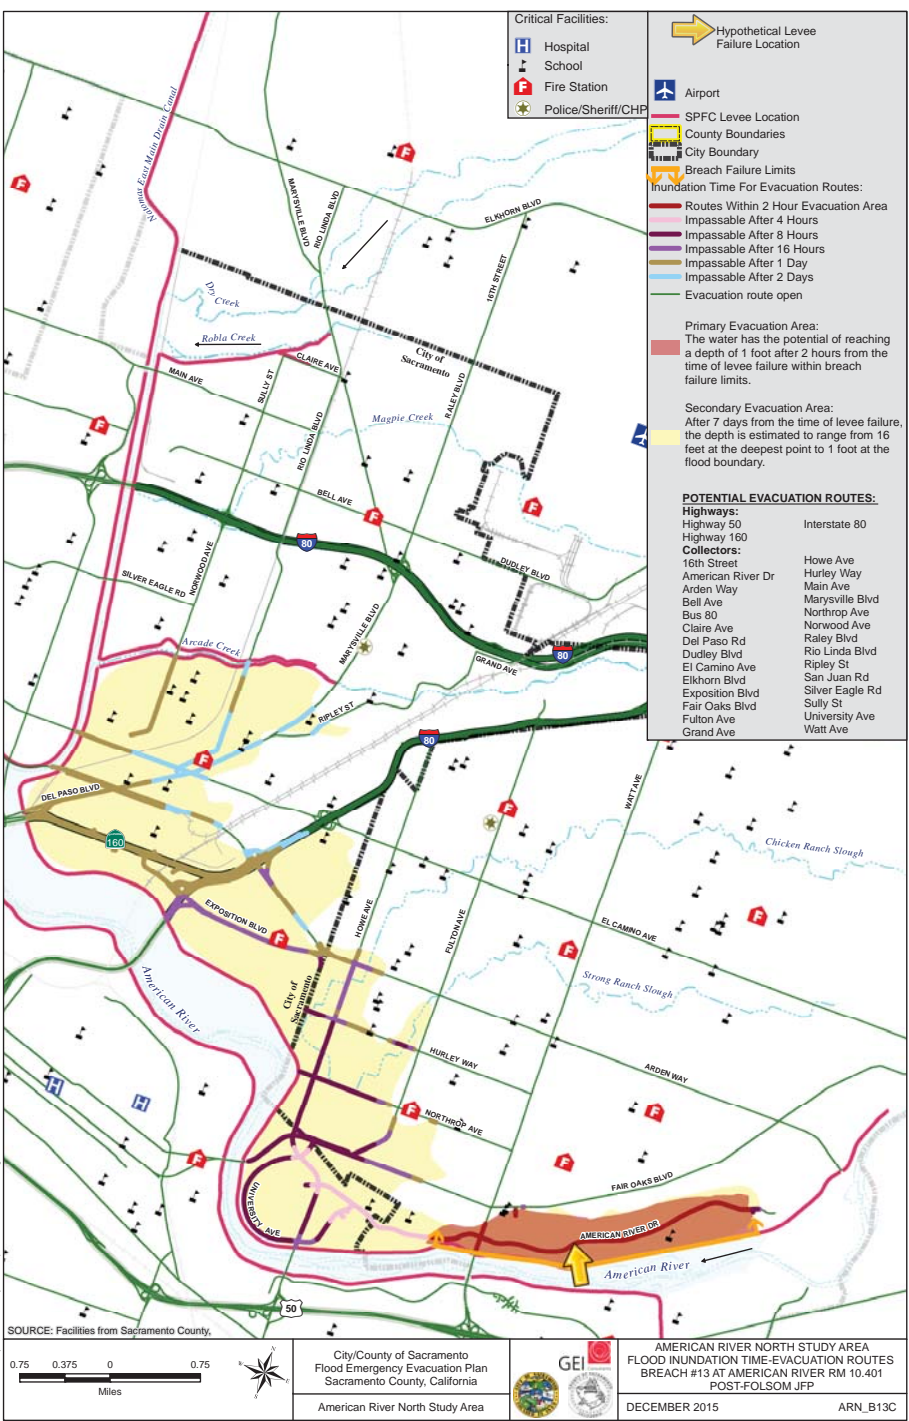 Critical Facilities:
H Hospital
School
F Fire Station
Police/Sheriff/CHP
Hypothetical Levee
Failure Location
Airport
SPFC Levee Location
County Boundaries
City Boundary
Breach Failure Limits
Inundation Time For Evacuation Routes:
Routes Within 2 Hour Evacuation Area
Impassable After 4 Hours
Impassable After 8 Hours
Impassable After 16 Hours
Impassable After 1 Day
Impassable After 2 Days
Evacuation route open
Primary Evacuation Area:
The water has the potential of reaching
a depth of 1 foot after 2 hours from the
time of levee failure within breach
failure limits.
Secondary Evacuation Area:
After 7 days from the time of levee failure,
the depth is estimated to range from 16
feet at the deepest point to 1 foot at the
flood boundary.
POTENTIAL EVACUATION ROUTES:
Highways:
Highway 50
Highway 160
Interstate 80
Collectors:
16th Street
American River Dr
Arden Way
Bell Ave
Bus 80
Claire Ave
Del Paso Rd
Dudley Blvd
El Camino Ave
Elkhorn Blvd
Exposition Blvd
Fair Oaks Blvd
Fulton Ave
Grand Ave
Howe Ave
Hurley Way
Main Ave
Marysville Blvd
Northrop Ave
Norwood Ave
Raley Blvd
Rio Linda Blvd
Ripley St
San Juan Rd
Silver Eagle Rd
Sully St
University Ave
Watt Ave
Natomas East Main Drain Canal
MARYSVILLE BLVD
RIO LINDA BLVD
ELKHORN BLVD
16TH STREET
Dry
Creek
Robla Creek
City of
Sacramento
CLAIRE AVE
MAIN AVE
SULLY ST
RIO LINDA BLVD
RALEY BLVD
Magpie Creek
BELL AVE
80
DUDLEY BLVD
NORWOOD AVE
SILVER EAGLE RD
MARYSVILLE BLVD
Arcade Creek
GRAND AVE
80
RIPLEY ST
80
WATT AVE
DEL PASO BLVD
160
Chicken Ranch Slough
EXPOSITION BLVD
HOWE AVE
FULTON AVE
EL CAMINO AVE
American River
City of
Sacramento
Strong Ranch Slough
HURLEY WAY
ARDEN WAY
H
H
NORTHROP AVE
FAIR OAKS BLVD
UNIVERSITY AVE
AMERICAN RIVER DR
American River
50
SOURCE: Facilities from Sacramento County,
0.75 0.375 0 0.75
Miles
N
E
S
W
City/County of Sacramento
Flood Emergency Evacuation Plan
Sacramento County, California
American River North Study Area
GEI
AMERICAN RIVER NORTH STUDY AREA
FLOOD INUNDATION TIME-EVACUATION ROUTES
BREACH #13 AT AMERICAN RIVER RM 10.401
POST-FOLSOM JFP
DECEMBER 2015 ARN_B13C